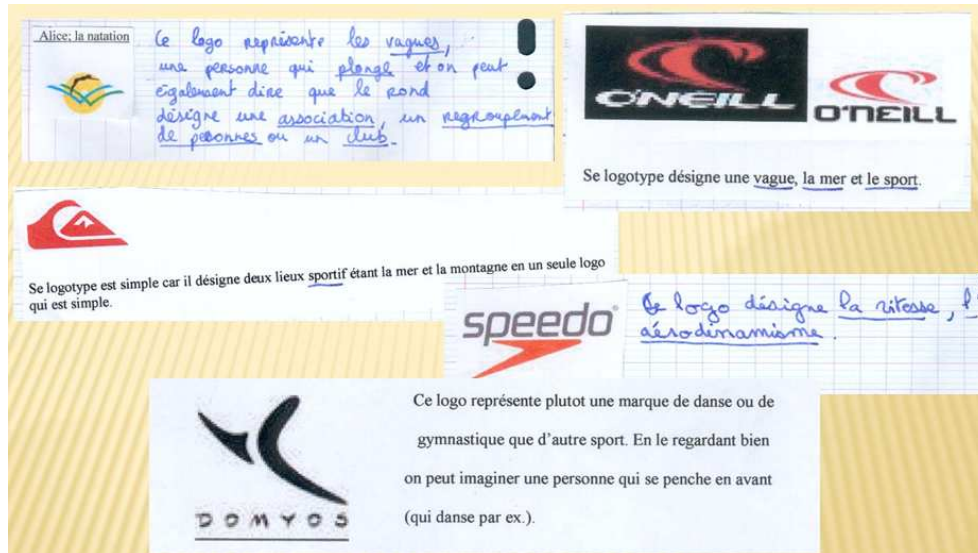 Alice; la natation
Ce logo représente les vagues,
une personne qui plonge et on peut
également dire que le rond
désigne une association, un regroupement
de personnes ou un club.
O'NEILL
O'NEILL
Se logotype désigne une vague, la mer et le sport.
Se logotype est simple car il désigne deux lieux sportif étant la mer et la montagne en un seule logo
qui est simple.
speedo
Ce logo désigne la vitesse, l
aérodinamisme.
DOMYOS
Ce logo représente plutot une marque de danse ou de
gymnastique que d'autre sport. En le regardant bien
on peut imaginer une personne qui se penche en avant
(qui danse par ex.).